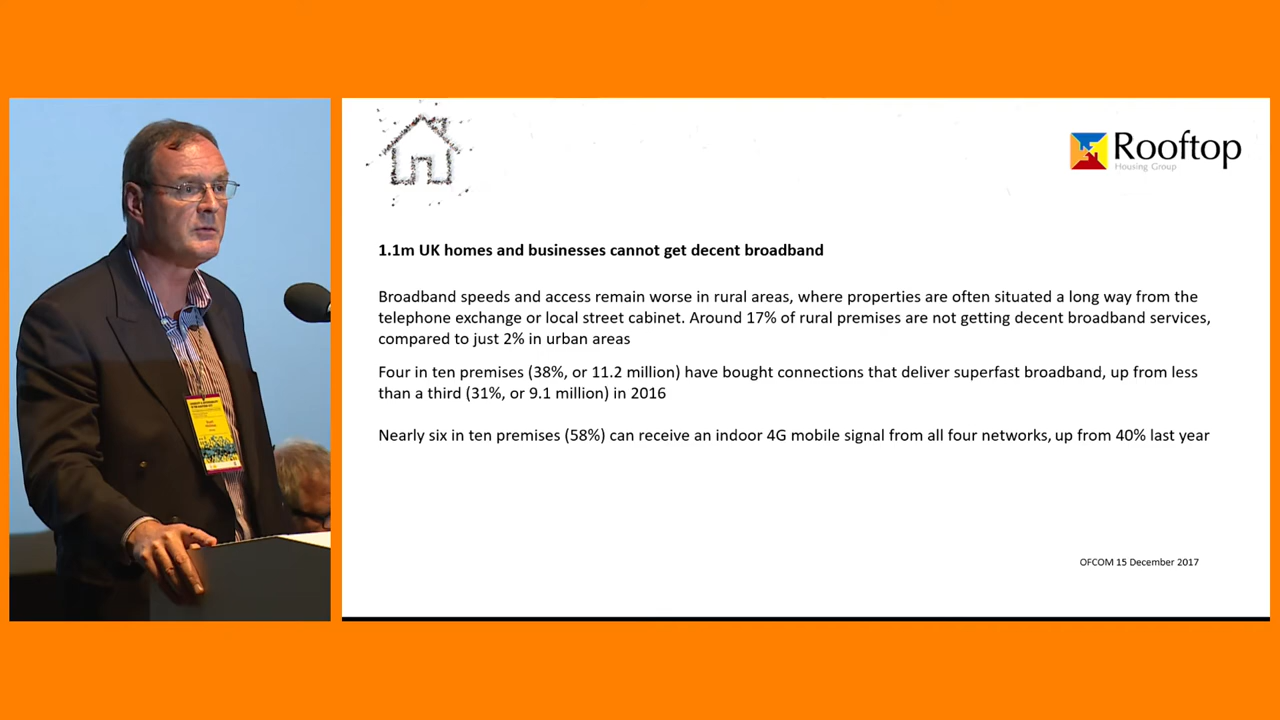 Rooftop
Housing Group
1.1m UK homes and businesses cannot get decent broadband
Broadband speeds and access remain worse in rural areas, where properties are often situated a long way from the
telephone exchange or local street cabinet. Around 17% of rural premises are not getting decent broadband services,
compared to just 2% in urban areas
Four in ten premises (38%, or 11.2 million) have bought connections that deliver superfast broadband, up from less
than a third (31%, or 9.1 million) in 2016
Nearly six in ten premises (58%) can receive an indoor 4G mobile signal from all four networks, up from 40% last year
OFCOM 15 December 2017